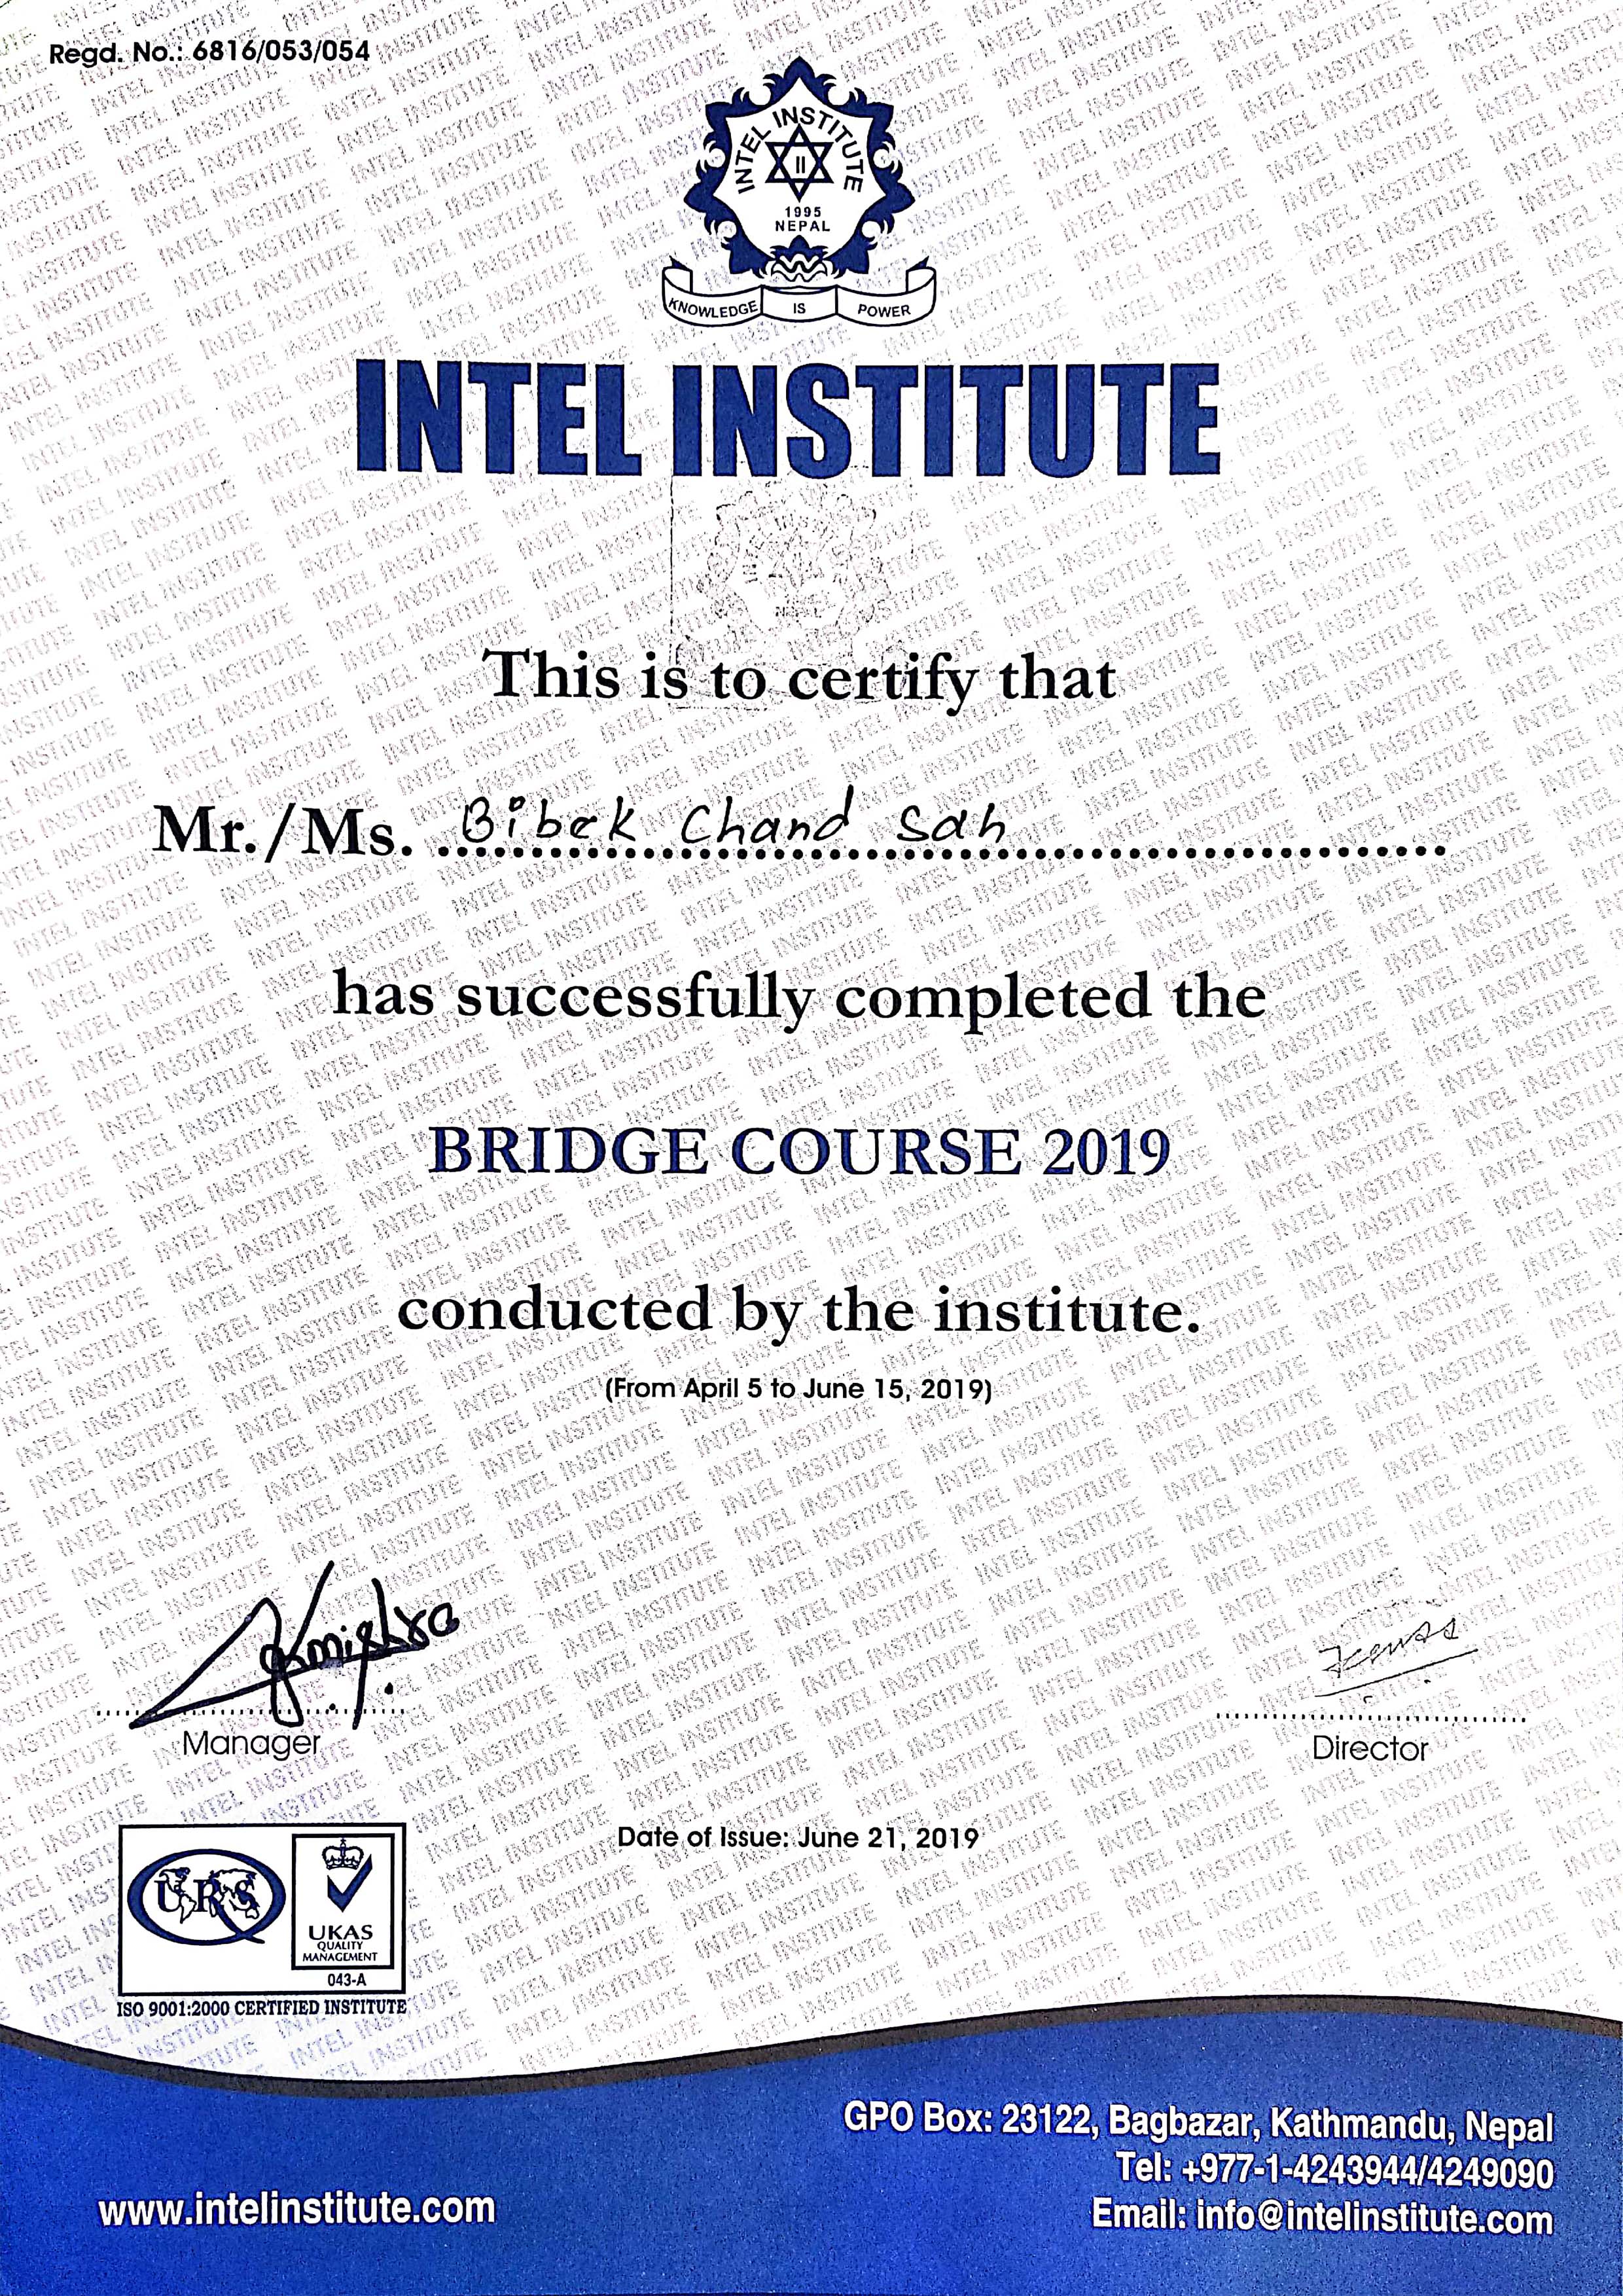 Regd. No.: 6816/053/054
INTEL INSTITUTE
II
1995
NEPAL
KNOWLEDGE IS POWER
INTEL INSTITUTE
This is to certify that
Mr./Ms. Bibek Chand Sah
has successfully completed the
BRIDGE COURSE 2019
conducted by the institute.
(From April 5 to June 15, 2019)
Manager
Director
Date of Issue: June 21, 2019
URS
UKAS
QUALITY
MANAGEMENT
043-A
ISO 9001:2000 CERTIFIED INSTITUTE
GPO Box: 23122, Bagbazar, Kathmandu, Nepal
Tel: +977-1-4243944/4249090
www.intelinstitute.com
Email: info@intelinstitute.com